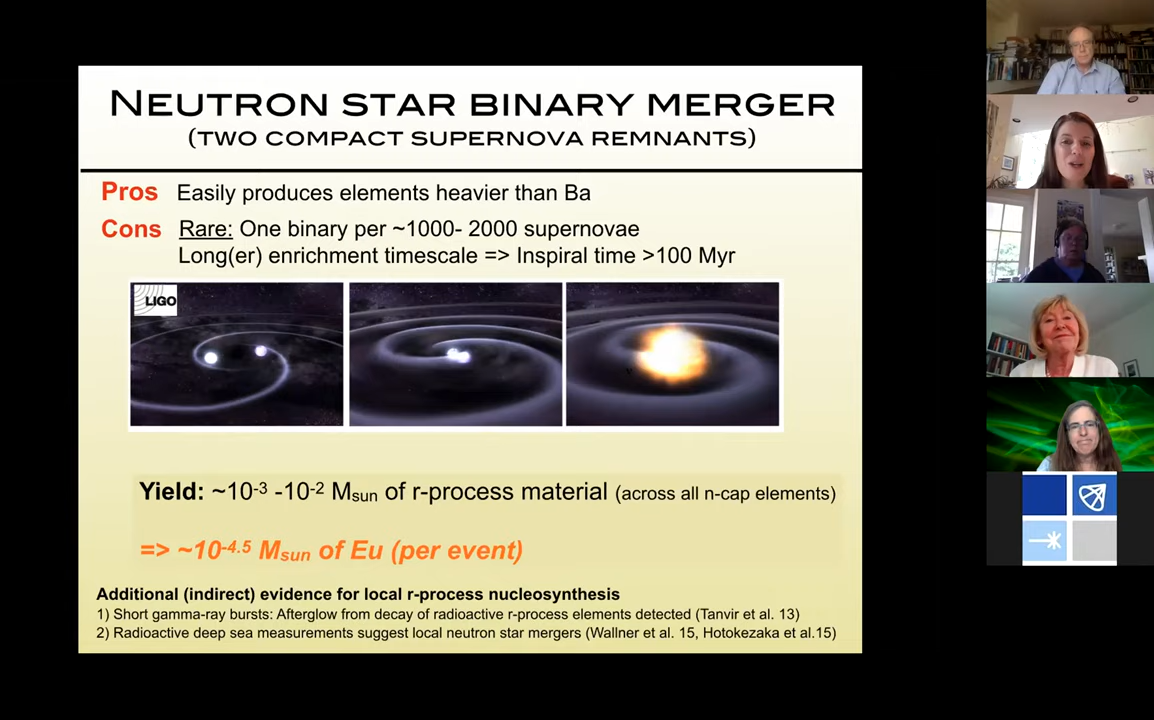 NEUTRON STAR BINARY MERGER
(TWO COMPACT SUPERNOVA REMNANTS)
Pros Easily produces elements heavier than Ba
Cons Rare: One binary per ~1000- 2000 supernovae
Long(er) enrichment timescale => Inspiral time >100 Myr
LIGO
Yield: ~10-3 -10-2 Msun of r-process material (across all n-cap elements)
=> ~10-4.5 Msun of Eu (per event)
Additional (indirect) evidence for local r-process nucleosynthesis
1) Short gamma-ray bursts: Afterglow from decay of radioactive r-process elements detected (Tanvir et al. 13)
2) Radioactive deep sea measurements suggest local neutron star mergers (Wallner et al. 15, Hotokezaka et al.15)